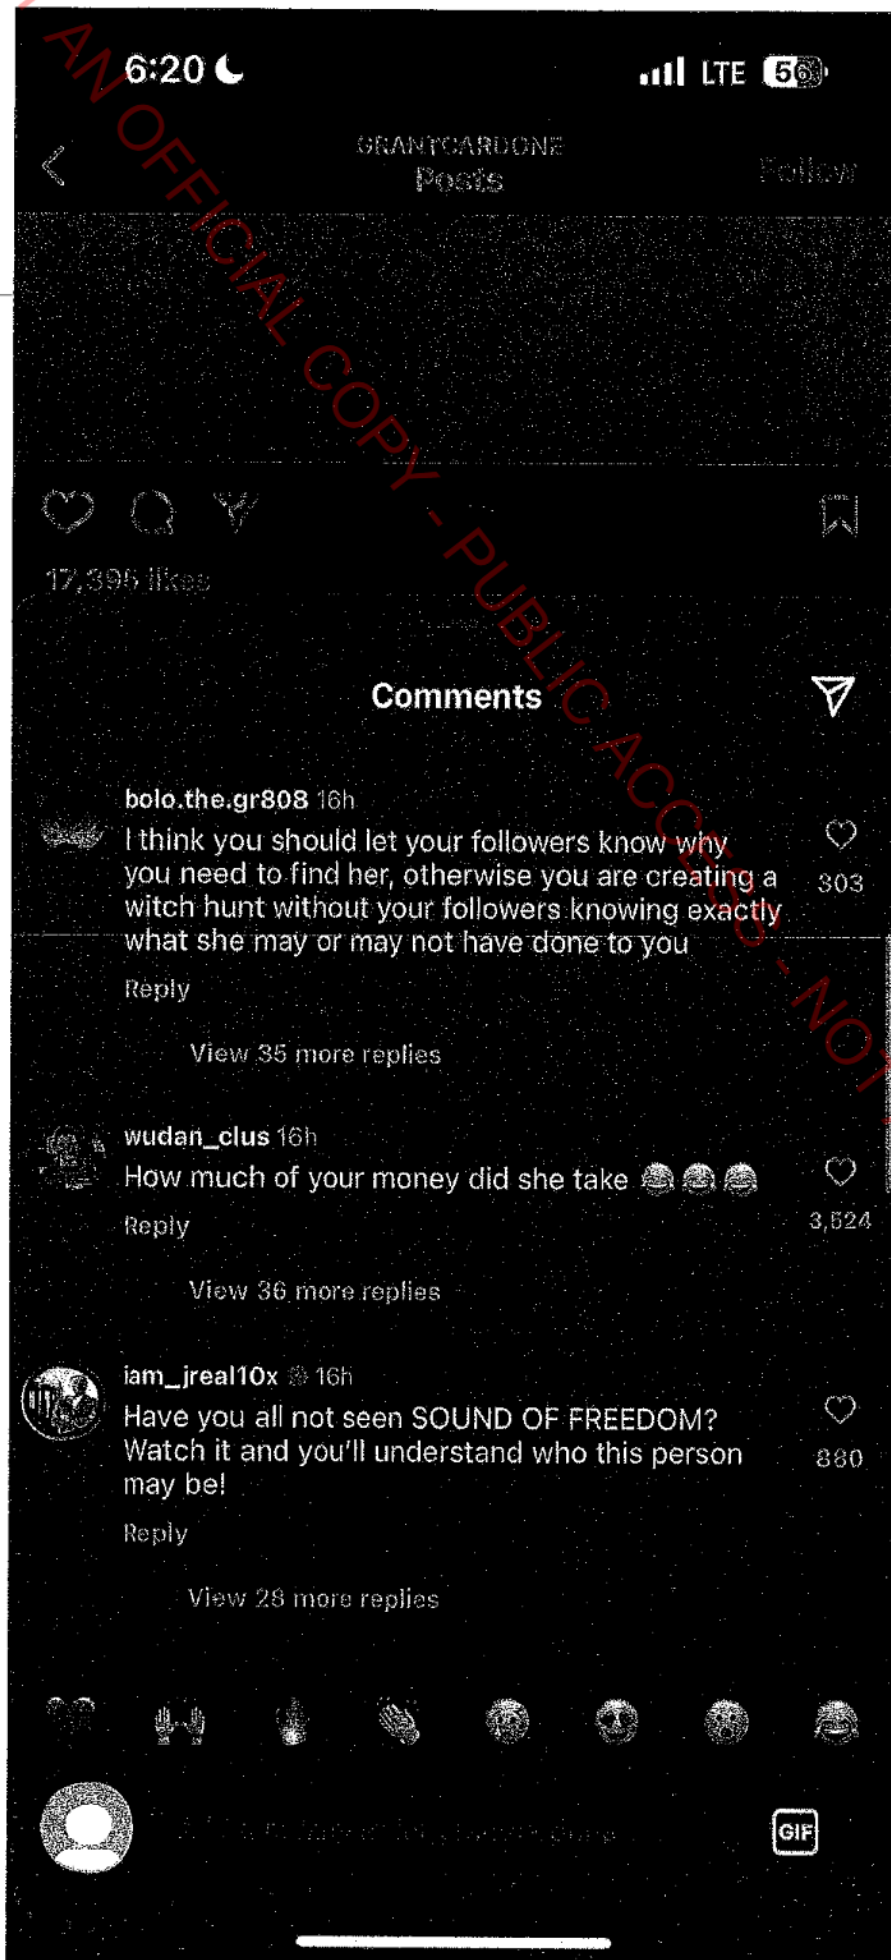 6:20
LTE 56
GRANTCARDONE
Posts
Follow
17,395 likes
Comments
bolo.the.gr808 16h
I think you should let your followers know why
you need to find her, otherwise you are creating a
witch hunt without your followers knowing exactly
what she may or may not have done to you
303
Reply
View 35 more replies
wudan_clus 16h
How much of your money did she take 😂😂😂
3,524
Reply
View 36 more replies
iam_jreal10x 16h
Have you all not seen SOUND OF FREEDOM?
Watch it and you'll understand who this person
may be!
880
Reply
View 28 more replies
GIF
AN OFFICIAL COPY - PUBLIC ACCESS - NOT